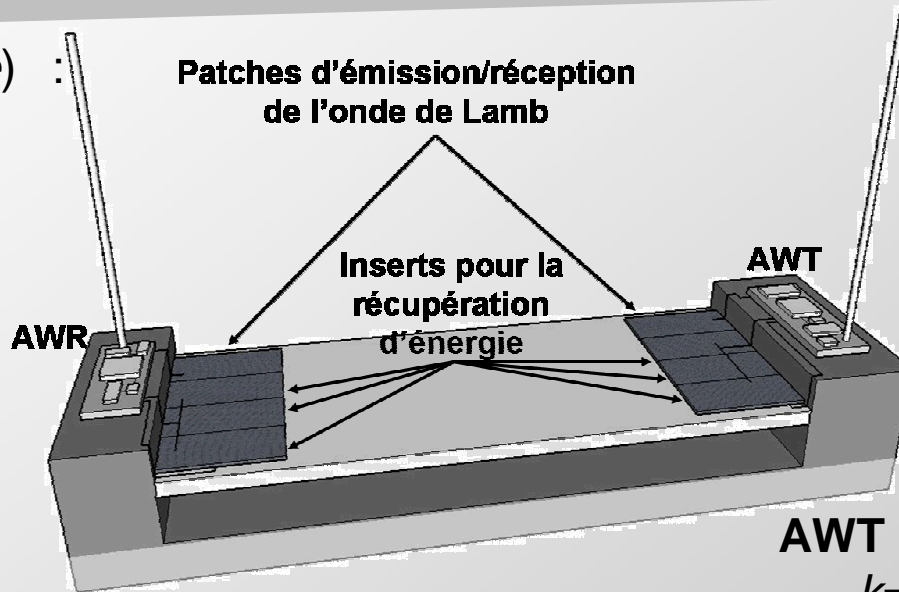 ) :
Patches d'émission/réception
de l'onde de Lamb
AWT
Inserts pour la
récupération
d'énergie
AWR
AWT
k